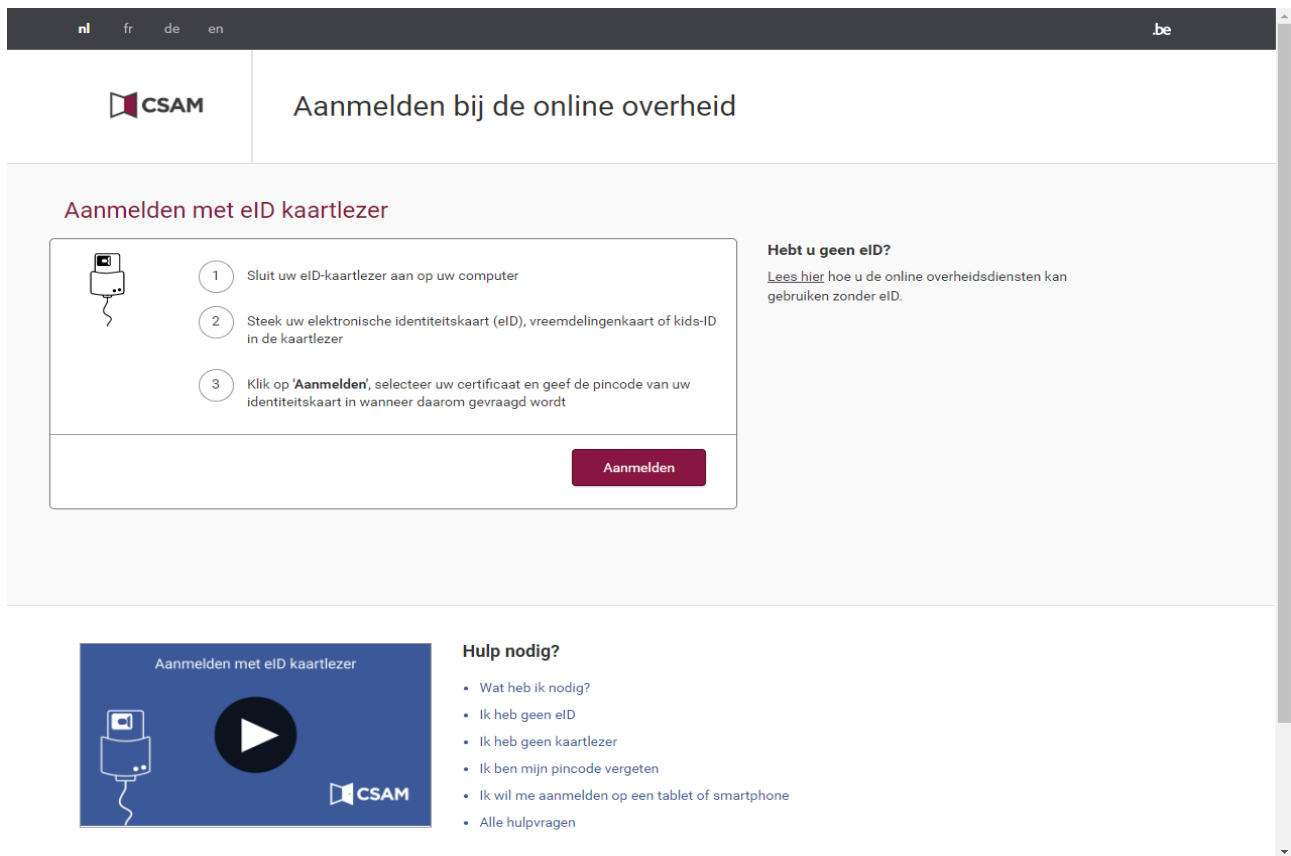 nl fr de en .be
CSAM
Aanmelden bij de online overheid
Aanmelden met eID kaartlezer
1 Sluit uw eID-kaartlezer aan op uw computer
2 Steek uw elektronische identiteitskaart (eID), vreemdelingenkaart of kids-ID
in de kaartlezer
3 Klik op 'Aanmelden', selecteer uw certificaat en geef de pincode van uw
identiteitskaart in wanneer daarom gevraagd wordt
Aanmelden
Hebt u geen eID?
Lees hier hoe u de online overheidsdiensten kan
gebruiken zonder eID.
Aanmelden met eID kaartlezer
CSAM
Hulp nodig?
• Wat heb ik nodig?
• Ik heb geen eID
• Ik heb geen kaartlezer
• Ik ben mijn pincode vergeten
• Ik wil me aanmelden op een tablet of smartphone
• Alle hulpvragen